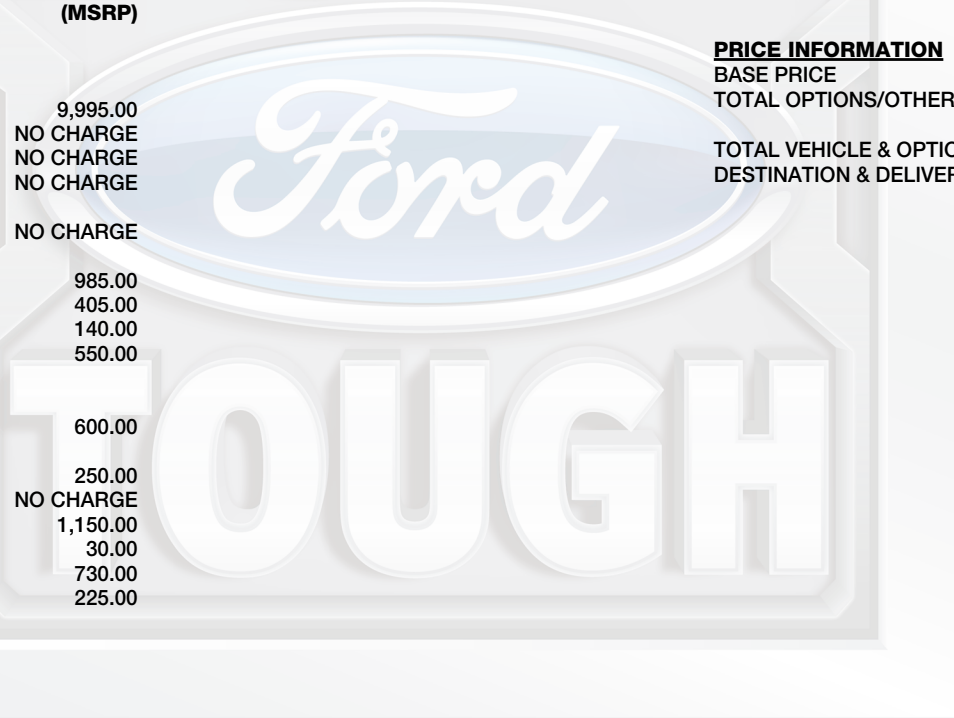 (MSRP)
9,995.00
NO CHARGE
NO CHARGE
NO CHARGE
NO CHARGE
985.00
405.00
140.00
550.00
600.00
250.00
NO CHARGE
1,150.00
30.00
730.00
225.00
PRICE INFORMATION
BASE PRICE
TOTAL OPTIONS/OTHER
TOTAL VEHICLE & OPTIO
DESTINATION & DELIVER
Ford
TOUGH